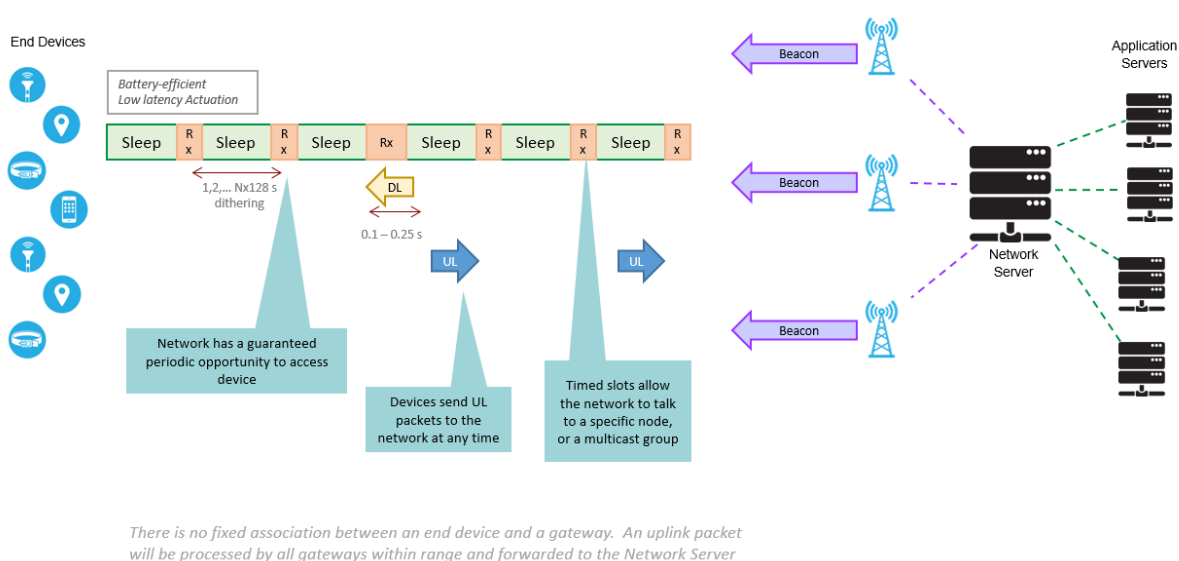 End Devices
Battery-efficient
Low latency Actuation
Sleep
R
x
Sleep
R
x
Sleep
Rx
Sleep
R
x
Sleep
R
x
Sleep
R
x
1,2,... Nx128 s
dithering
DL
0.1 – 0.25 s
UL
UL
Network has a guaranteed
periodic opportunity to access
device
Devices send UL
packets to the
network at any time
Timed slots allow
the network to talk
to a specific node,
or a multicast group
Beacon
Beacon
Beacon
Network
Server
Application
Servers
There is no fixed association between an end device and a gateway.  An uplink packet
will be processed by all gateways within range and forwarded to the Network Server